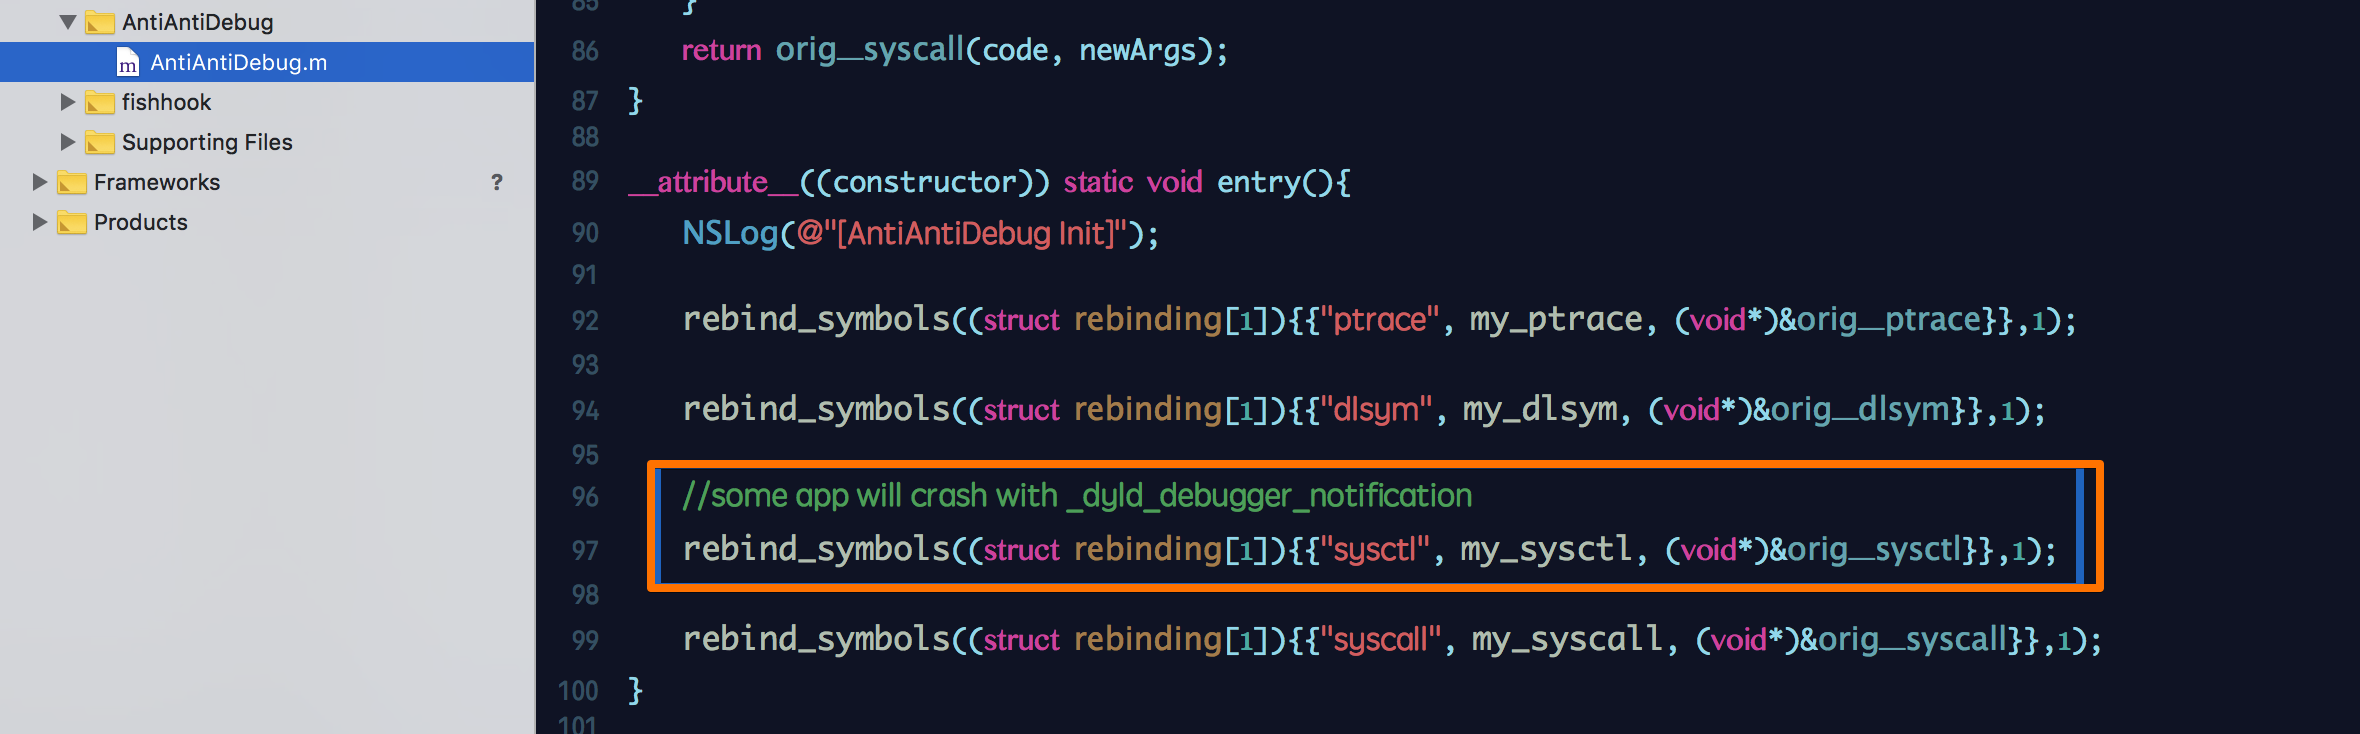 AntiAntiDebug
AntiAntiDebug.m
fishhook
Supporting Files
Frameworks ?
Products
85 }
86 return orig_syscall(code, newArgs);
87 }
88
89 __attribute__((constructor)) static void entry(){
90 NSLog(@"[AntiAntiDebug Init]");
91
92 rebind_symbols((struct rebinding[1]){{"ptrace", my_ptrace, (void*)&orig_ptrace}},1);
93
94 rebind_symbols((struct rebinding[1]){{"dlsym", my_dlsym, (void*)&orig_dlsym}},1);
95
96 //some app will crash with _dyld_debugger_notification
97 rebind_symbols((struct rebinding[1]){{"sysctl", my_sysctl, (void*)&orig_sysctl}},1);
98
99 rebind_symbols((struct rebinding[1]){{"syscall", my_syscall, (void*)&orig_syscall}},1);
100 }
101